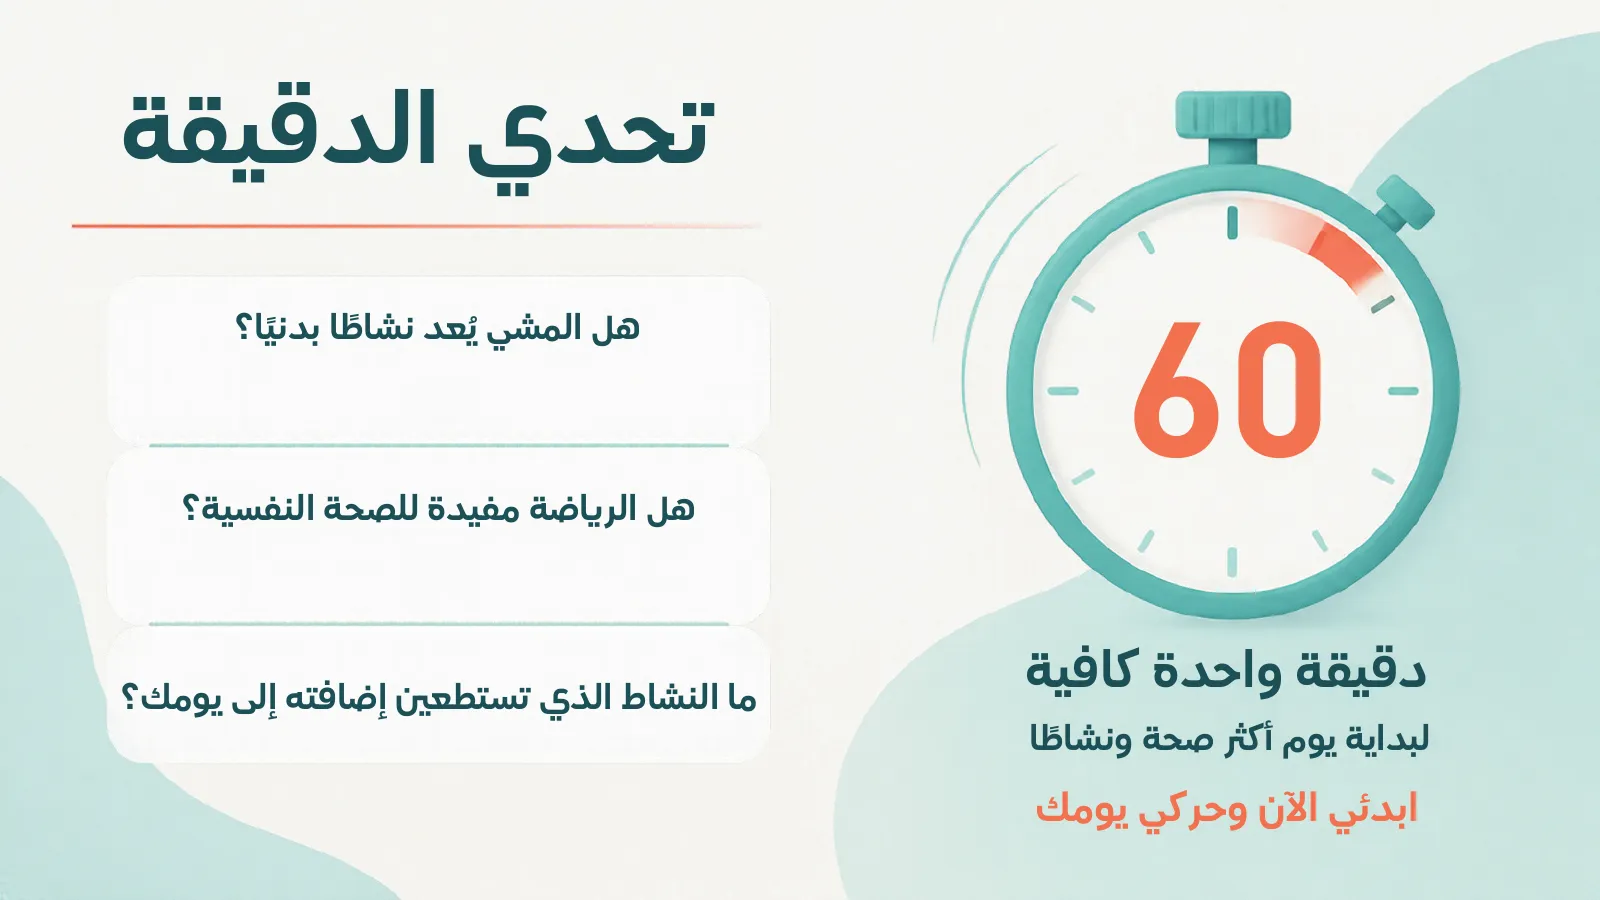 تحدي الدقيقة
هل المشي يُعد نشاطًا بدنيًا؟
هل الرياضة مفيدة للصحة النفسية؟
ما النشاط الذي تستطعين إضافته إلى يومك؟
60
دقيقة واحدة كافية
لبداية يوم أكثر صحة ونشاطًا
ابدئي الآن وحركي يومك